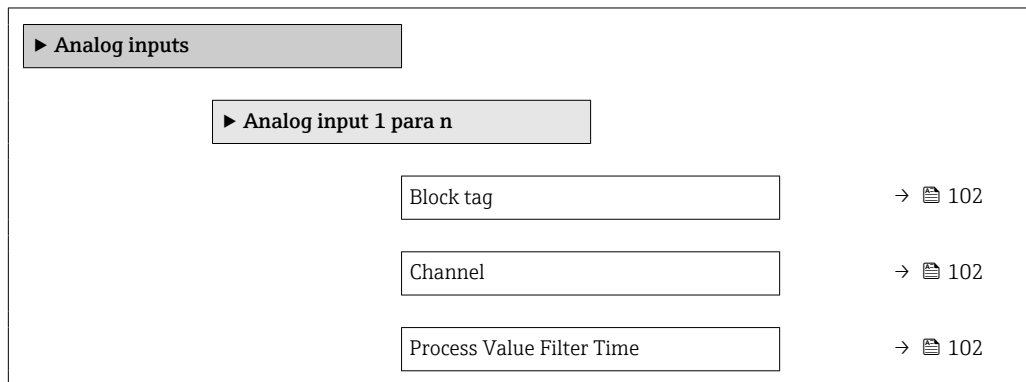 ▶ Analog inputs
▶ Analog input 1 para n
Block tag → 102
Channel → 102
Process Value Filter Time → 102